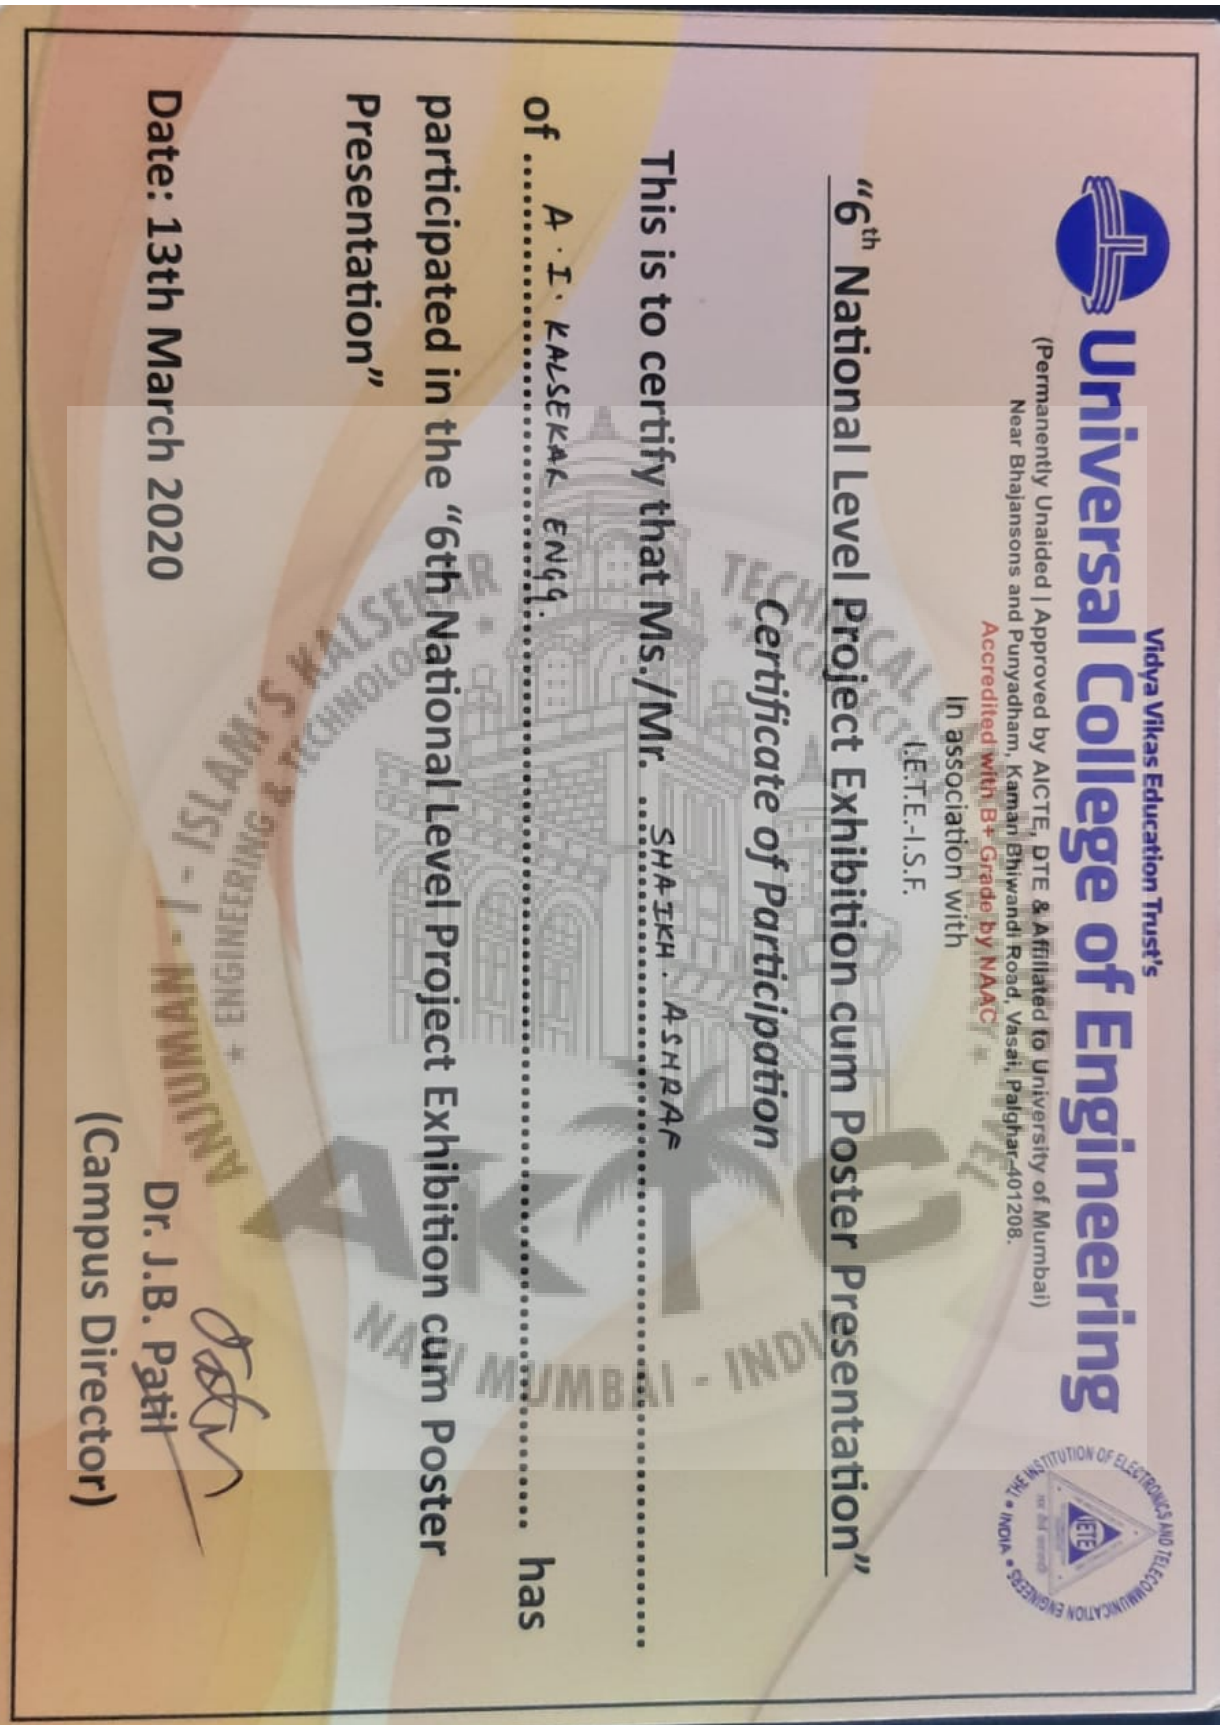 Vidya Vikas Education Trust's
Universal College of Engineering
(Permanently Unaided | Approved by AICTE, DTE & Affiliated to University of Mumbai)
Near Bhajansons and Punyadham, Kaman Bhiwandi Road, Vasai, Palghar-401208.
Accredited with B+ Grade by NAAC
In association with
I.E.T.E.-I.S.F.
THE INSTITUTION OF ELECTRONICS AND TELECOMMUNICATION ENGINEERS • INDIA •
IETE
“6th National Level Project Exhibition cum Poster Presentation”
Certificate of Participation
This is to certify that Ms./Mr. SHAIKH. ASHRAF
of A.I. KALSEKAR ENGG. has
participated in the “6th National Level Project Exhibition cum Poster
Presentation”
Date: 13th March 2020
Dr. J.B. Patil
(Campus Director)
ANJUMAN-I-ISLAM'S KALSEKAR TECHNICAL
ENGINEERING & TECHNOLOGY
NAVI MUMBAI - INDIA